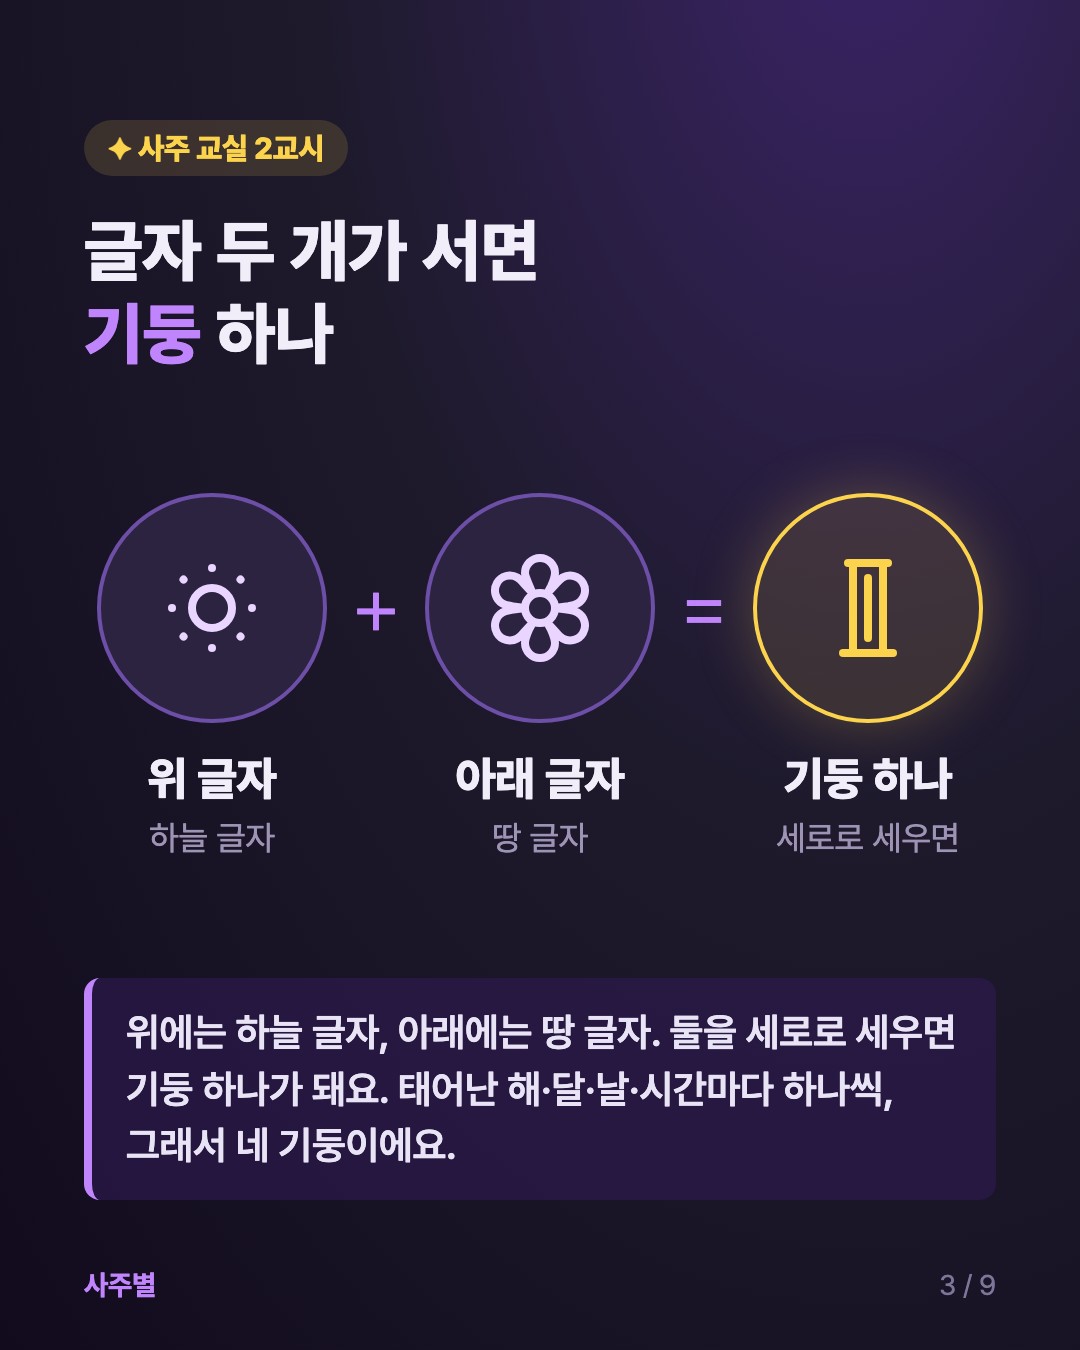 ✦ 사주 교실 2교시
글자 두 개가 서면
기둥 하나
+
=
위 글자
아래 글자
기둥 하나
하늘 글자
땅 글자
세로로 세우면
위에는 하늘 글자, 아래에는 땅 글자. 둘을 세로로 세우면
기둥 하나가 돼요. 태어난 해·달·날·시간마다 하나씩,
그래서 네 기둥이에요.
사주별
3 / 9